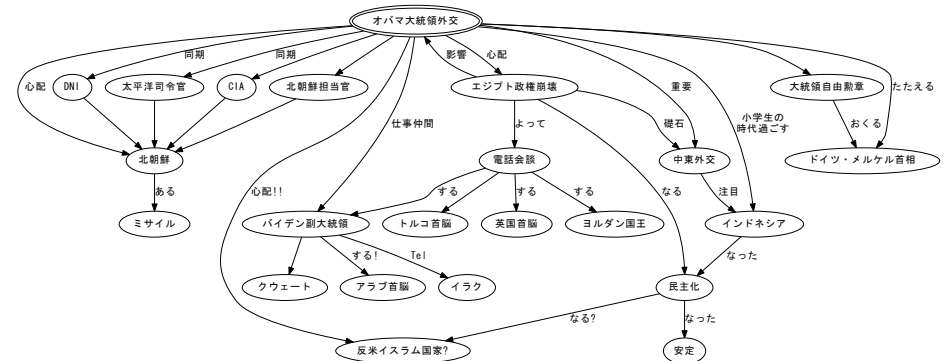 オバマ大統領外交
同期
同期
影響
心配
心配
DNI
太平洋司令官
CIA
北朝鮮担当官
エジプト政権崩壊
重要
大統領自由勲章
たたえる
仕事仲間
よって
礎石
小学生の
時代過ごす
おくる
北朝鮮
電話会談
中東外交
ドイツ・メルケル首相
ある
心配!!
する
する
する
なる
注目
ミサイル
バイデン副大統領
トルコ首脳
英国首脳
ヨルダン国王
インドネシア
する!
Tel
なった
クウェート
アラブ首脳
イラク
民主化
なる?
なった
反米イスラム国家?
安定